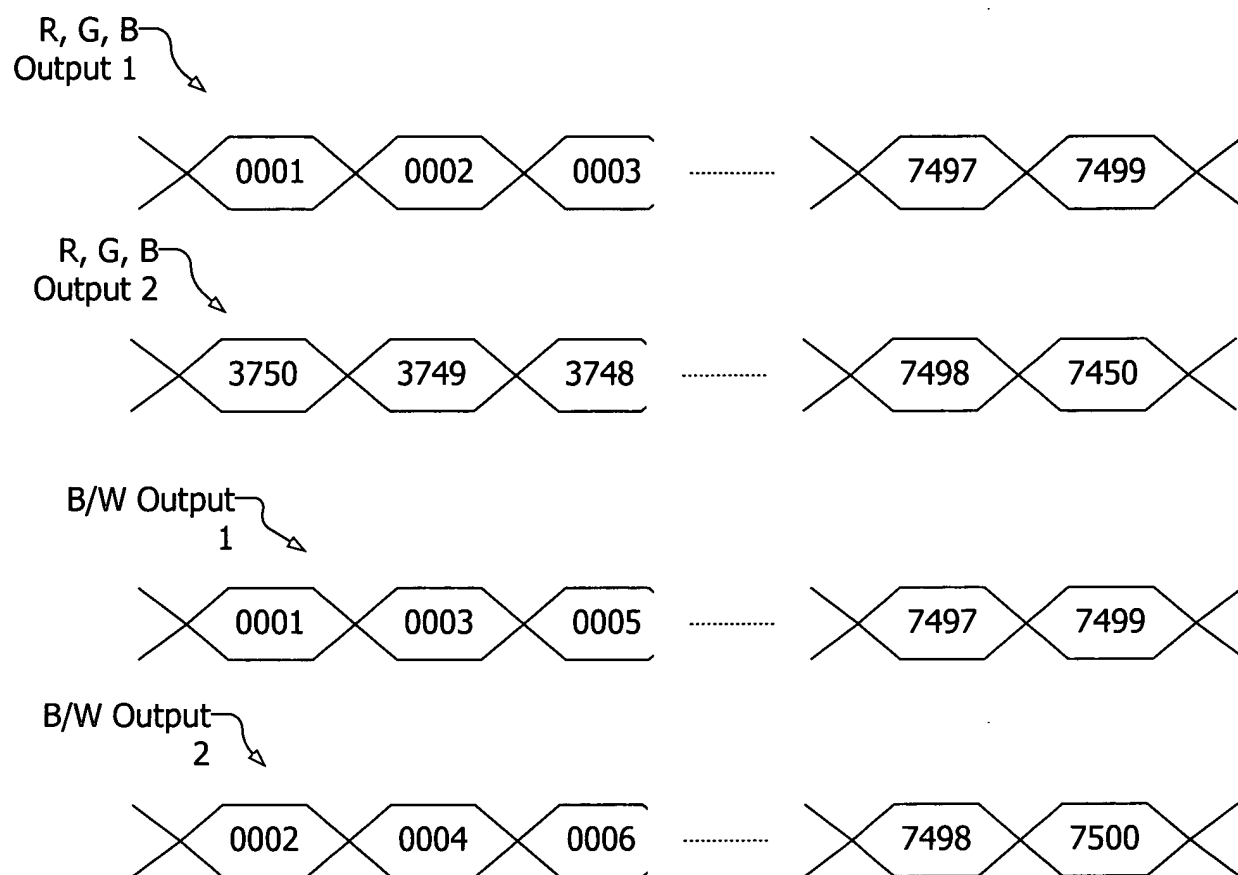 R, G, B
Output 1
0001 0002 0003 7497 7499
R, G, B
Output 2
3750 3749 3748 7498 7450
B/W Output
1
0001 0003 0005 7497 7499
B/W Output
2
0002 0004 0006 7498 7500